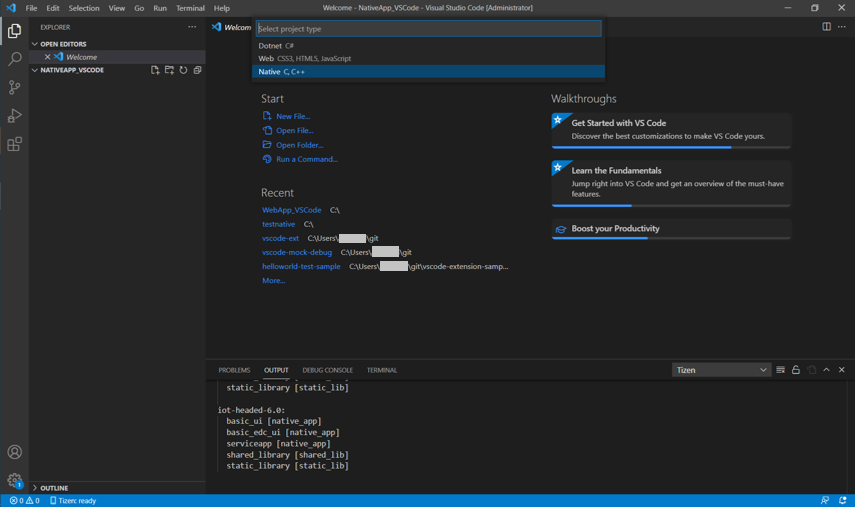 File Edit Selection View Go Run Terminal Help
Welcome - NativeApp_VSCode - Visual Studio Code [Administrator]
EXPLORER
OPEN EDITORS
Welcome
NATIVEAPP_VSCODE
OUTLINE
Welcom
Select project type
Dotnet C#
Web CSS3, HTML5, JavaScript
Native C, C++
Start
New File...
Open File...
Open Folder...
Run a Command...
Recent
WebApp_VSCode C:\
testnative C:\
vscode-ext C:\Users\ \git
vscode-mock-debug C:\Users\ \git
helloworld-test-sample C:\Users\ \git\vscode-extension-samp...
More...
Walkthroughs
Get Started with VS Code
Discover the best customizations to make VS Code yours.
Learn the Fundamentals
Jump right into VS Code and get an overview of the must-have
features.
Boost your Productivity
PROBLEMS OUTPUT DEBUG CONSOLE TERMINAL
Tizen
static_library [static_lib]
iot-headed-6.0:
basic_ui [native_app]
basic_edc_ui [native_app]
serviceapp [native_app]
shared_library [shared_lib]
static_library [static_lib]
1
0 0 Tizen: ready